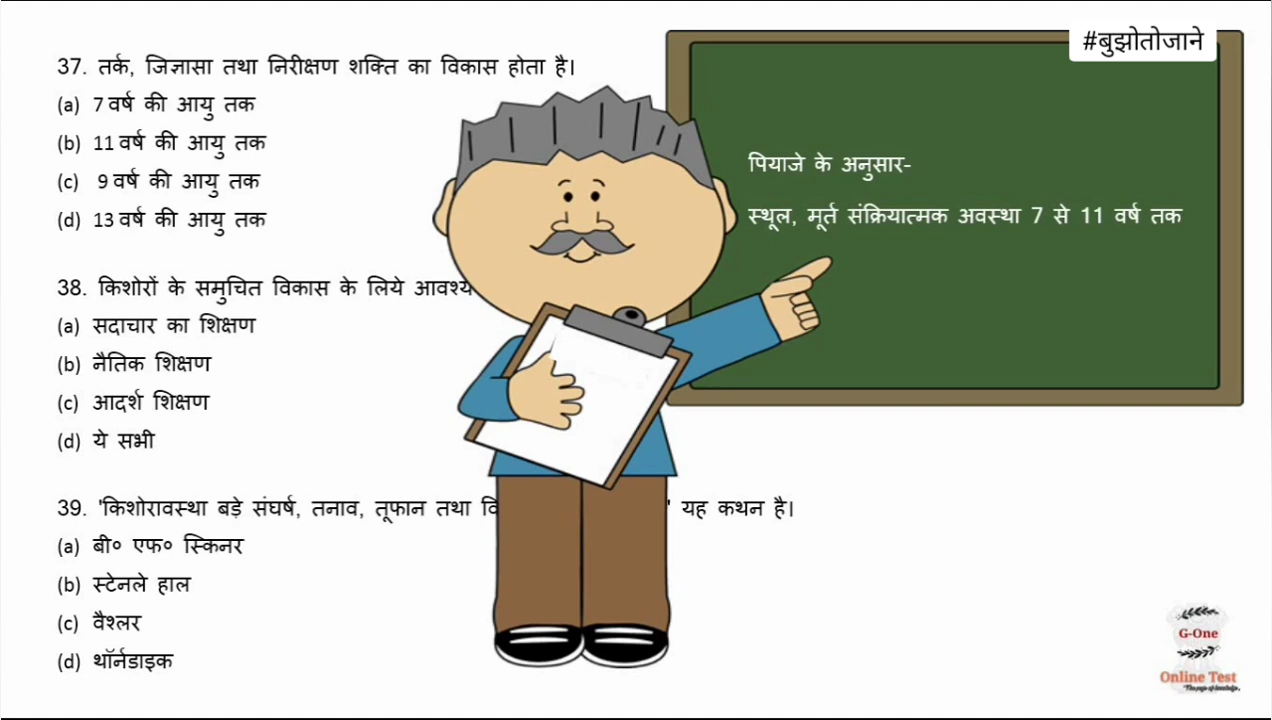 #बुझोतोजाने
37. तर्क, जिज्ञासा तथा निरीक्षण शक्ति का विकास होता है।
(a) 7 वर्ष की आयु तक
(b) 11 वर्ष की आयु तक
(c) 9 वर्ष की आयु तक
(d) 13 वर्ष की आयु तक
पियाजे के अनुसार-
स्थूल, मूर्त संक्रियात्मक अवस्था 7 से 11 वर्ष तक
38. किशोरों के समुचित विकास के लिये
(a) सदाचार का शिक्षण
(b) नैतिक शिक्षण
(c) आदर्श शिक्षण
(d) ये सभी
39. 'किशोरावस्था बड़े संघर्ष, तनाव, तूफान तथा ' यह कथन है।
(a) बी० एफ० स्किनर
(b) स्टेनले हाल
(c) वैश्लर
(d) थॉर्नडाइक
G-One
Online Test